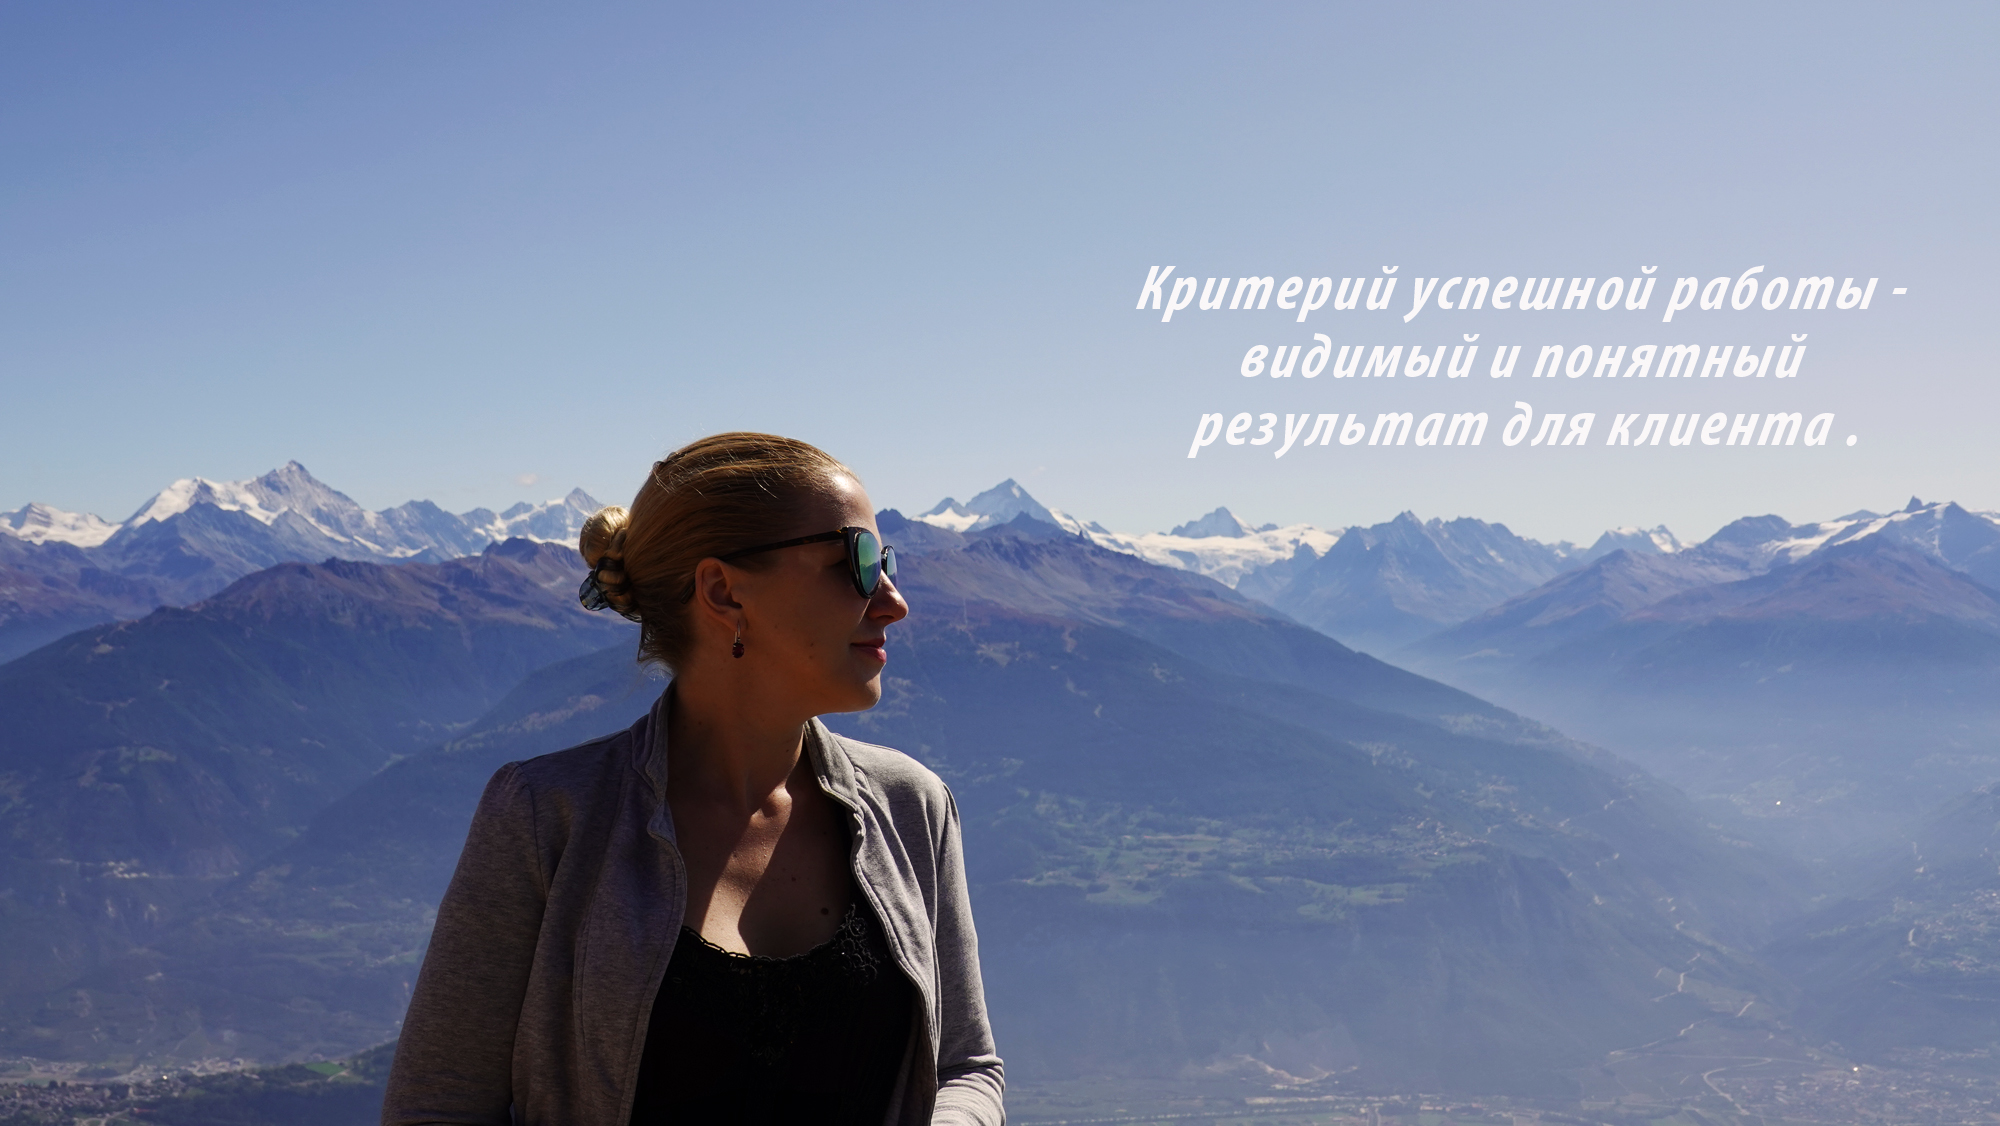 Критерий успешной работы -
видимый и понятный
результат для клиента .